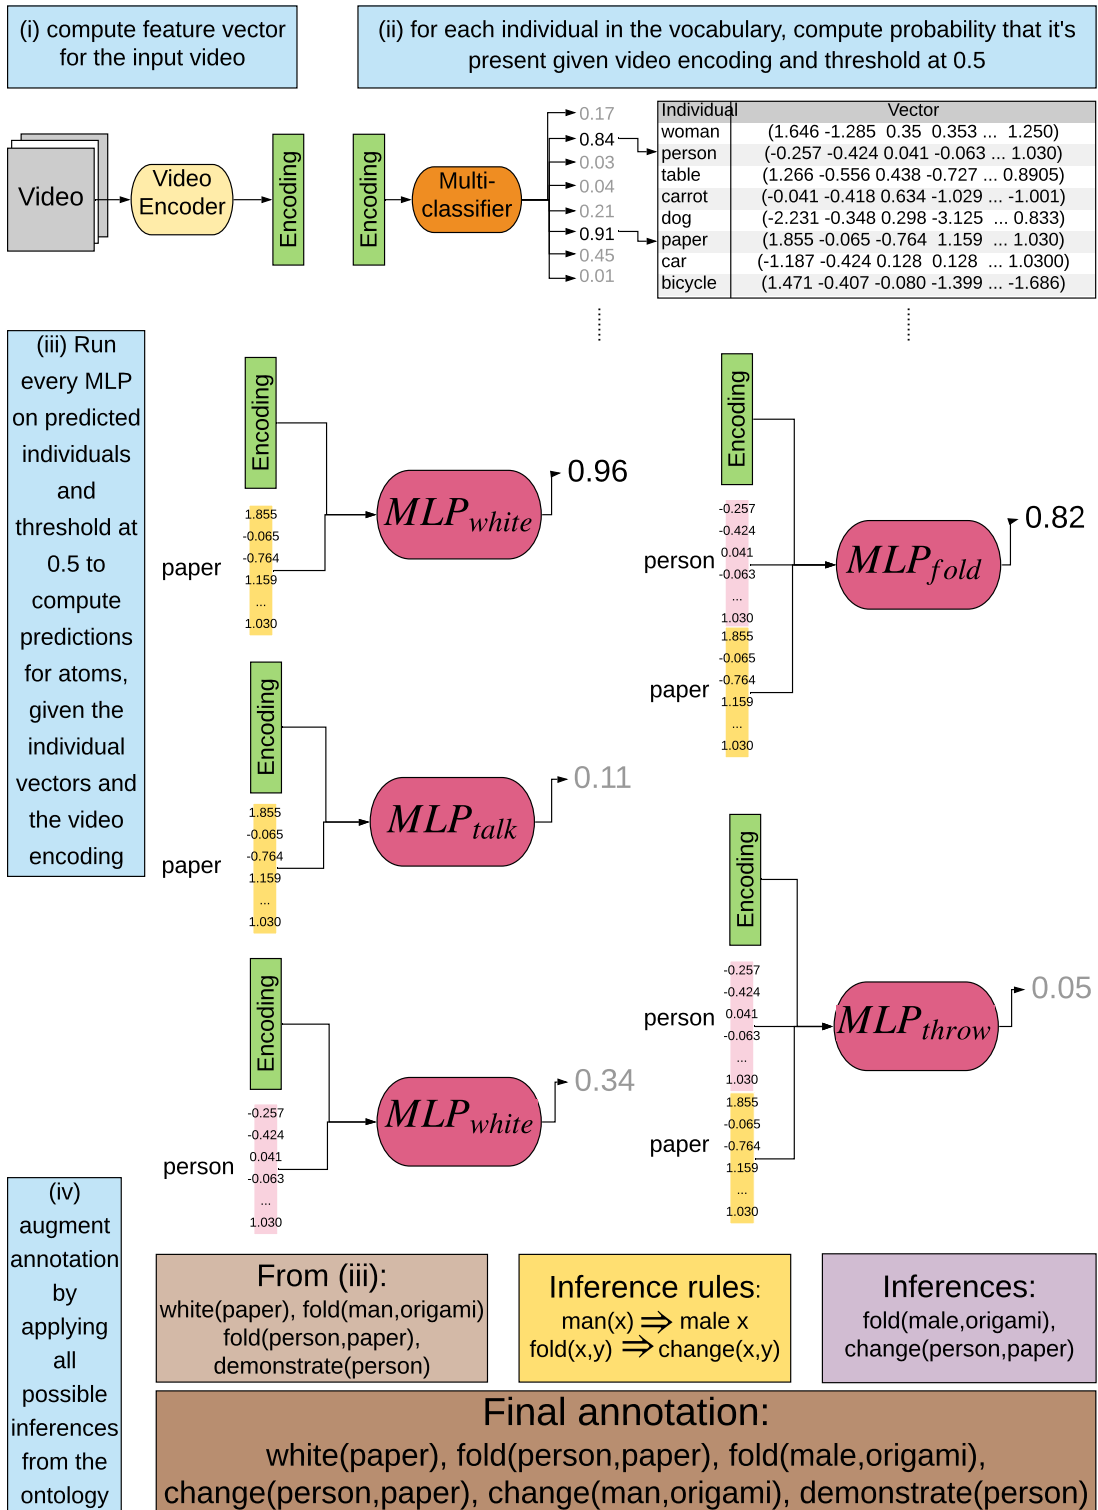 (i) compute feature vector
for the input video
(ii) for each individual in the vocabulary, compute probability that it's
present given video encoding and threshold at 0.5
Video
Video
Encoder
Encoding
Encoding
Multi-
classifier
0.17
0.84
0.03
0.04
0.21
0.91
0.45
0.01
Individual Vector
woman (1.646 -1.285 0.35 0.353 ... 1.250)
person (-0.257 -0.424 0.041 -0.063 ... 1.030)
table (1.266 -0.556 0.438 -0.727 ... 0.8905)
carrot (-0.041 -0.418 0.634 -1.029 ... -1.001)
dog (-2.231 -0.348 0.298 -3.125 ... 0.833)
paper (1.855 -0.065 -0.764 1.159 ... 1.030)
car (-1.187 -0.424 0.128 0.128 ... 1.0300)
bicycle (1.471 -0.407 -0.080 -1.399 ... -1.686)
(iii) Run
every MLP
on predicted
individuals
and
threshold at
0.5 to
compute
predictions
for atoms,
given the
individual
vectors and
the video
encoding
Encoding
paper
1.855
-0.065
-0.764
1.159
...
1.030
MLP white
0.96
Encoding
paper
1.855
-0.065
-0.764
1.159
...
1.030
MLP talk
0.11
Encoding
person
-0.257
-0.424
0.041
-0.063
...
1.030
MLP white
0.34
Encoding
person
-0.257
-0.424
0.041
-0.063
...
1.030
paper
1.855
-0.065
-0.764
1.159
...
1.030
MLP fold
0.82
Encoding
person
-0.257
-0.424
0.041
-0.063
...
1.030
paper
1.855
-0.065
-0.764
1.159
...
1.030
MLP throw
0.05
(iv)
augment
annotation
by
applying
all
possible
inferences
from the
ontology
From (iii):
white(paper), fold(man,origami)
fold(person,paper),
demonstrate(person)
Inference rules:
man(x) ⇒ male x
fold(x,y) ⇒ change(x,y)
Inferences:
fold(male,origami),
change(person,paper)
Final annotation:
white(paper), fold(person,paper), fold(male,origami),
change(person,paper), change(man,origami), demonstrate(person)